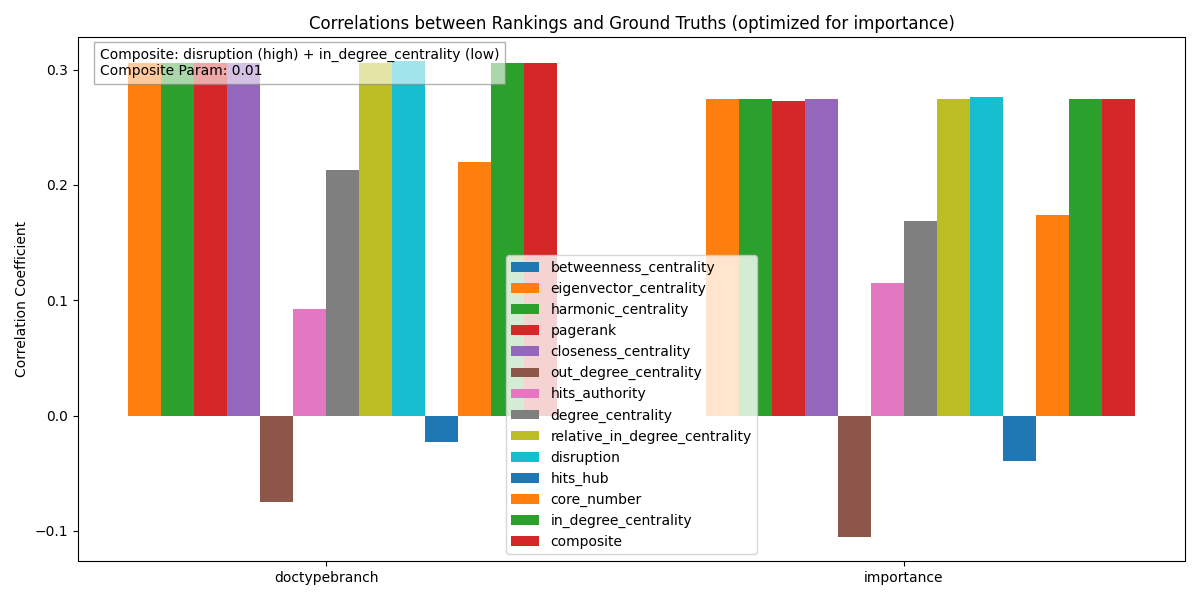 Correlations between Rankings and Ground Truths (optimized for importance)
Composite: disruption (high) + in_degree_centrality (low)
Composite Param: 0.01
Correlation Coefficient
0.3
0.2
0.1
0.0
−0.1
betweenness_centrality
eigenvector_centrality
harmonic_centrality
pagerank
closeness_centrality
out_degree_centrality
hits_authority
degree_centrality
relative_in_degree_centrality
disruption
hits_hub
core_number
in_degree_centrality
composite
doctypebranch
importance